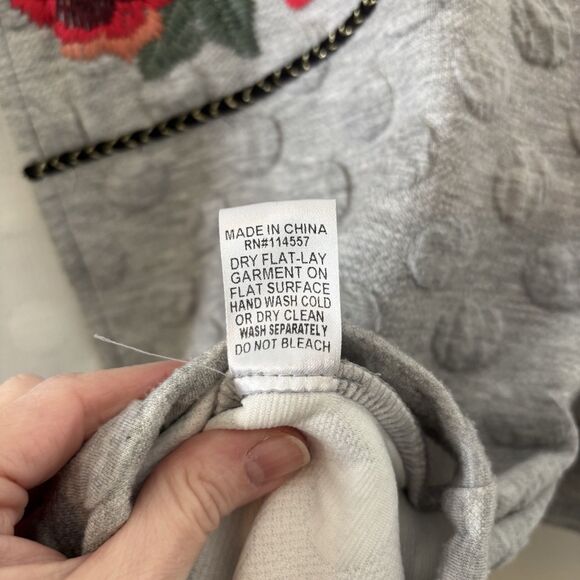 MADE IN CHINA
RN#114557
DRY FLAT-LAY
GARMENT ON
FLAT SURFACE
HAND WASH COLD
OR DRY CLEAN
WASH SEPARATELY
DO NOT BLEACH